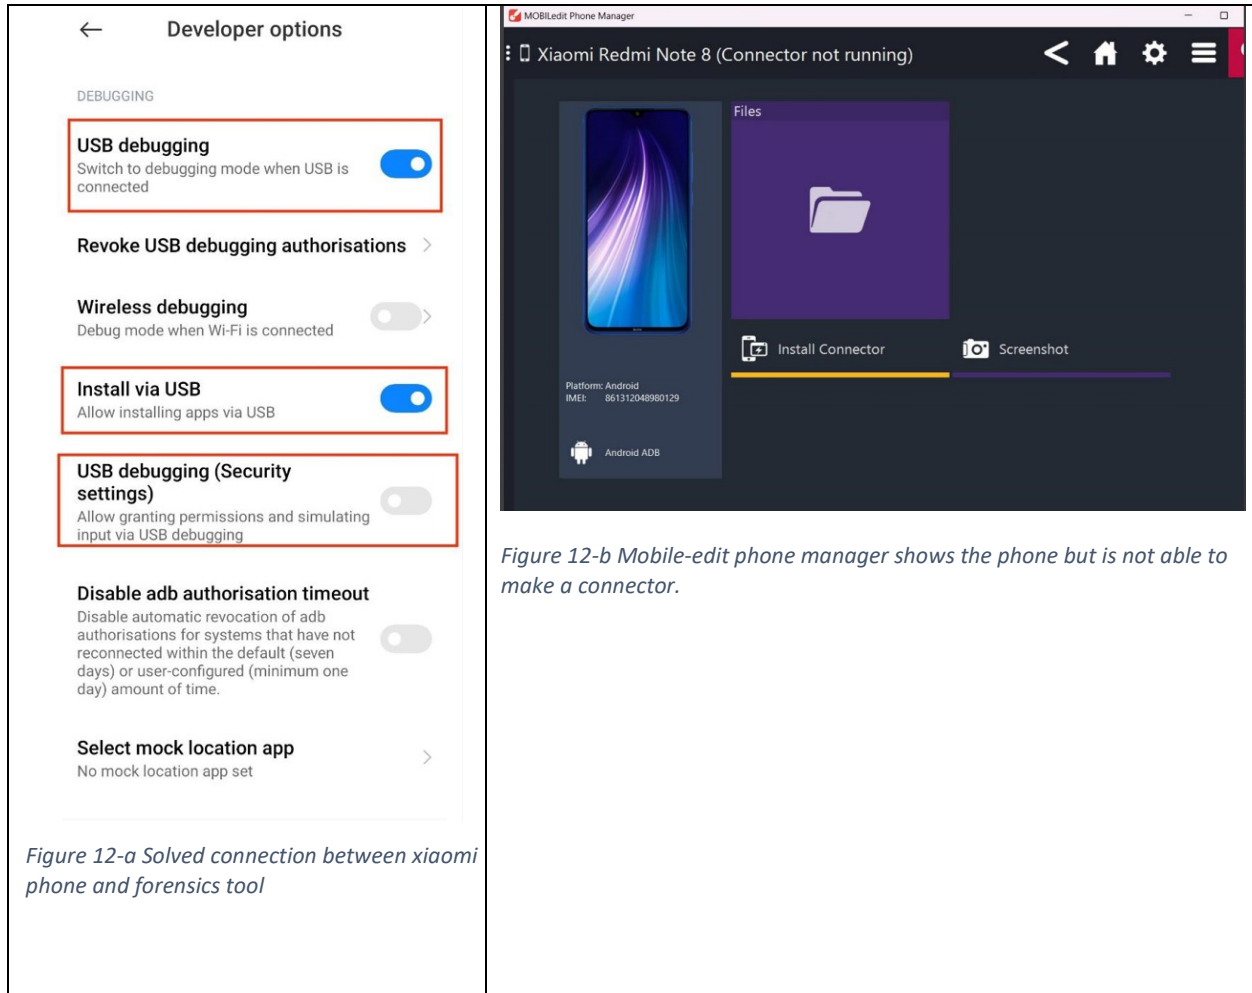 Developer options
DEBUGGING
USB debugging
Switch to debugging mode when USB is
connected
Revoke USB debugging authorisations
Wireless debugging
Debug mode when Wi-Fi is connected
Install via USB
Allow installing apps via USB
USB debugging (Security
settings)
Allow granting permissions and simulating
input via USB debugging
Disable adb authorisation timeout
Disable automatic revocation of adb
authorisations for systems that have not
reconnected within the default (seven
days) or user-configured (minimum one
day) amount of time.
Select mock location app
No mock location app set
Figure 12-a Solved connection between xiaomi
phone and forensics tool
MOBILedit Phone Manager
Xiaomi Redmi Note 8 (Connector not running)
Files
Install Connector
Screenshot
Platform: Android
IMEI: 861312048980129
Android ADB
Figure 12-b Mobile-edit phone manager shows the phone but is not able to
make a connector.